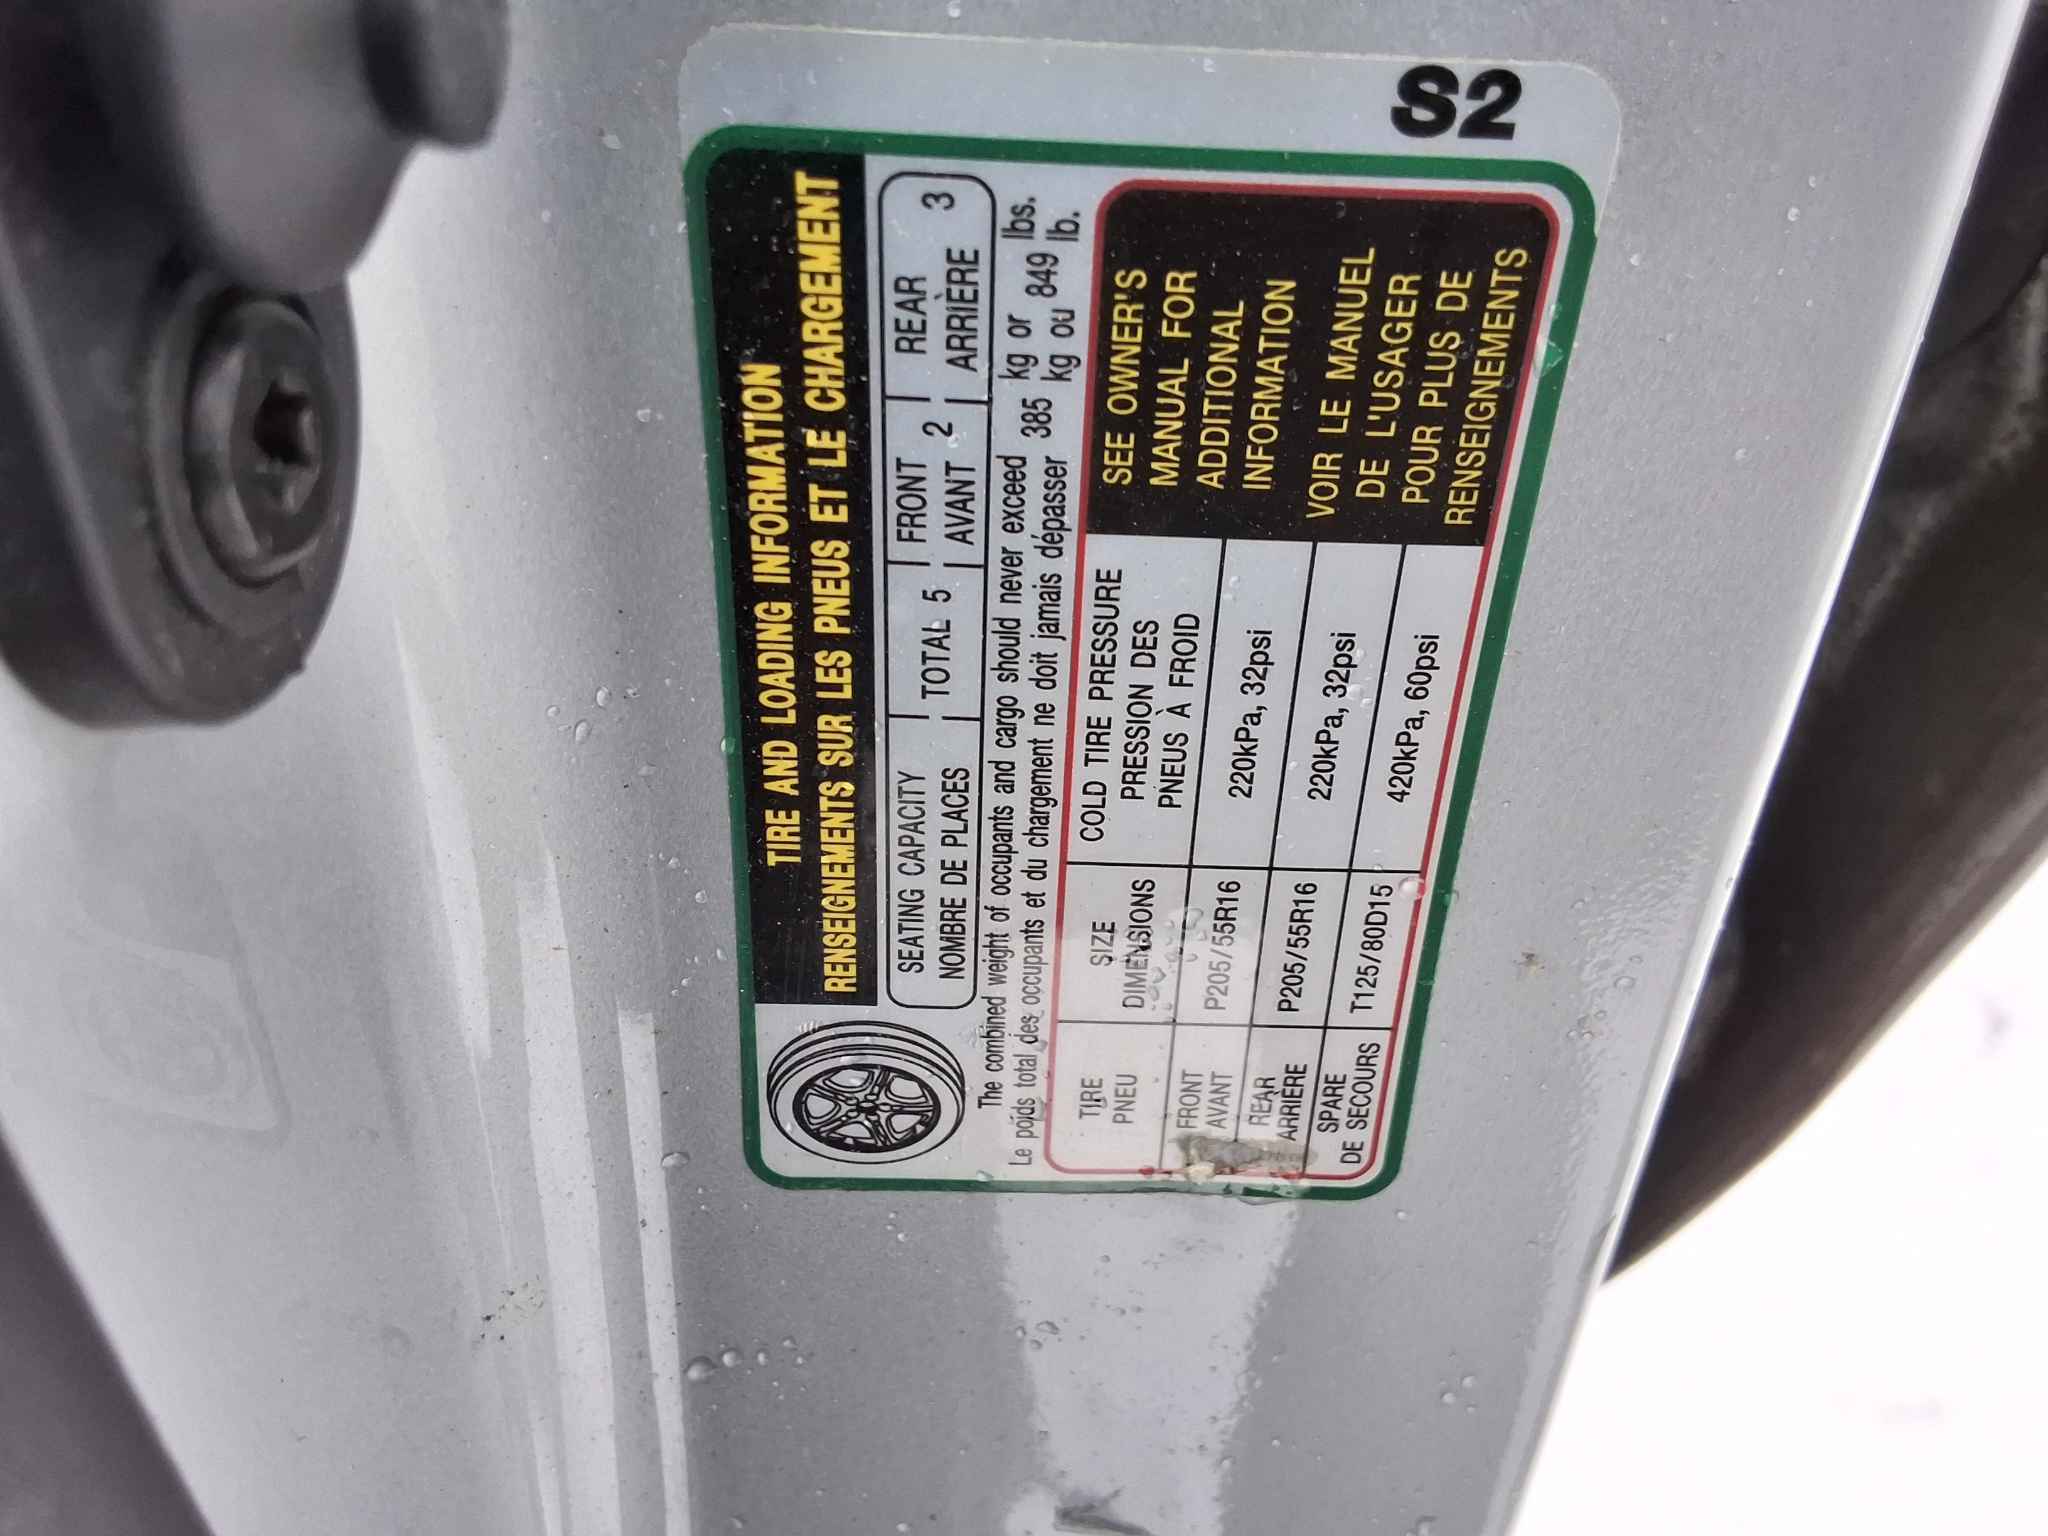 S2
TIRE AND LOADING INFORMATION
RENSEIGNEMENTS SUR LES PNEUS ET LE CHARGEMENT
SEATING CAPACITY
NOMBRE DE PLACES
TOTAL 5
FRONT
AVANT 2
REAR
ARRIÈRE 3
The combined weight of occupants and cargo should never exceed 385 kg or 849 lbs.
Le poids total des occupants et du chargement ne doit jamais dépasser 385 kg ou 849 lb.
TIRE
PNEU
SIZE
DIMENSIONS
COLD TIRE PRESSURE
PRESSION DES
PNEUS À FROID
FRONT
AVANT
P205/55R16
220kPa, 32psi
REAR
ARRIÈRE
P205/55R16
220kPa, 32psi
SPARE
DE SECOURS
T125/80D15
420kPa, 60psi
SEE OWNER'S
MANUAL FOR
ADDITIONAL
INFORMATION
VOIR LE MANUEL
DE L'USAGER
POUR PLUS DE
RENSEIGNEMENTS